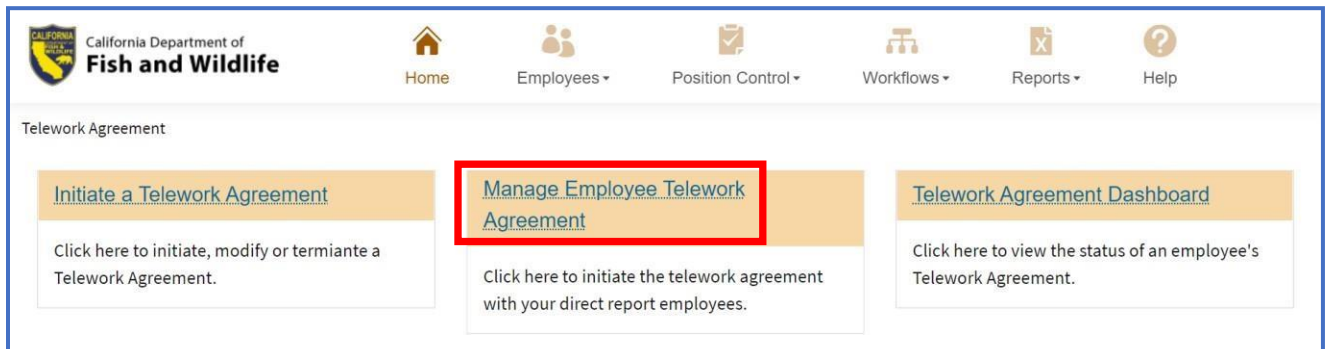 CALIFORNIA
California Department of
Fish and Wildlife
Home
Employees
Position Control
Workflows
Reports
Help
Telework Agreement
Initiate a Telework Agreement
Click here to initiate, modify or termiante a
Telework Agreement.
Manage Employee Telework
Agreement
Click here to initiate the telework agreement
with your direct report employees.
Telework Agreement Dashboard
Click here to view the status of an employee's
Telework Agreement.